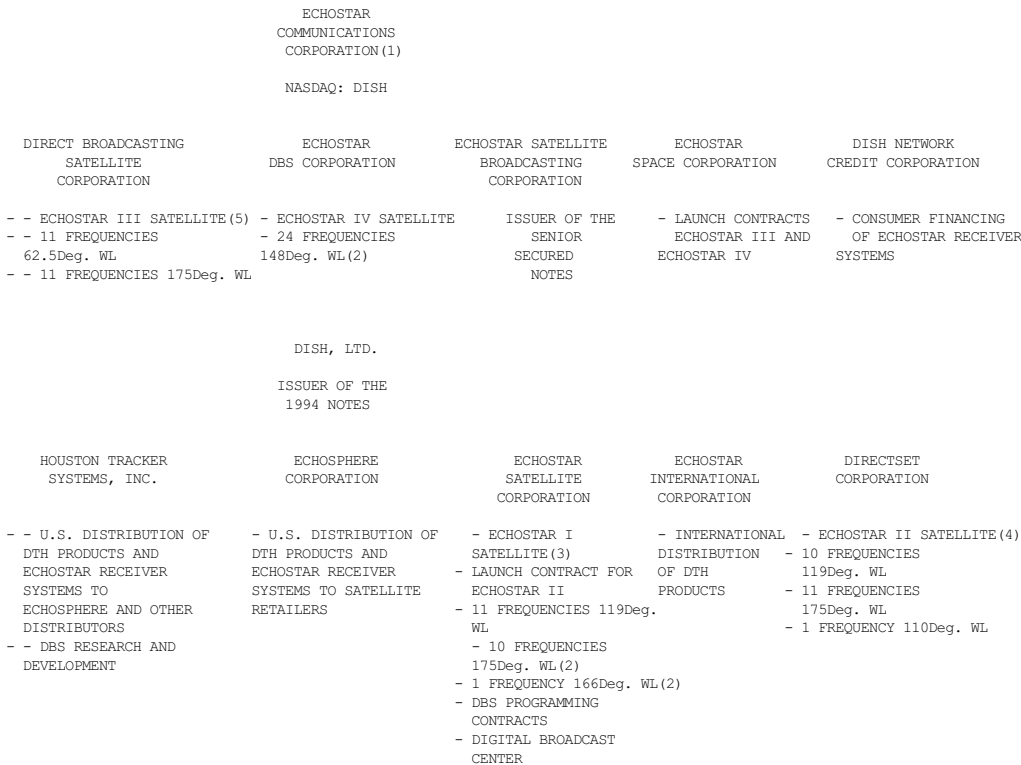 ECHOSTAR
COMMUNICATIONS
CORPORATION(1)
NASDAQ: DISH
DIRECT BROADCASTING ECHOSTAR ECHOSTAR SATELLITE ECHOSTAR DISH NETWORK
SATELLITE DBS CORPORATION BROADCASTING SPACE CORPORATION CREDIT CORPORATION
CORPORATION CORPORATION
- - ECHOSTAR III SATELLITE(5) - ECHOSTAR IV SATELLITE ISSUER OF THE - LAUNCH CONTRACTS - CONSUMER FINANCING
- - 11 FREQUENCIES - 24 FREQUENCIES SENIOR ECHOSTAR III AND OF ECHOSTAR RECEIVER
62.5Deg. WL 148Deg. WL(2) SECURED ECHOSTAR IV SYSTEMS
- - 11 FREQUENCIES 175Deg. WL NOTES
DISH, LTD.
ISSUER OF THE
1994 NOTES
HOUSTON TRACKER ECHOSPHERE ECHOSTAR ECHOSTAR DIRECTSET
SYSTEMS, INC. CORPORATION SATELLITE INTERNATIONAL CORPORATION
CORPORATION CORPORATION
- - U.S. DISTRIBUTION OF - U.S. DISTRIBUTION OF - ECHOSTAR I - INTERNATIONAL - ECHOSTAR II SATELLITE(4)
DTH PRODUCTS AND DTH PRODUCTS AND SATELLITE(3) DISTRIBUTION - 10 FREQUENCIES
ECHOSTAR RECEIVER ECHOSTAR RECEIVER - LAUNCH CONTRACT FOR OF DTH 119Deg. WL
SYSTEMS TO SYSTEMS TO SATELLITE ECHOSTAR II PRODUCTS - 11 FREQUENCIES
ECHOSPHERE AND OTHER RETAILERS - 11 FREQUENCIES 119Deg. 175Deg. WL
DISTRIBUTORS WL - 1 FREQUENCY 110Deg. WL
- - DBS RESEARCH AND - 10 FREQUENCIES
DEVELOPMENT 175Deg. WL(2)
- 1 FREQUENCY 166Deg. WL(2)
- DBS PROGRAMMING
CONTRACTS
- DIGITAL BROADCAST
CENTER